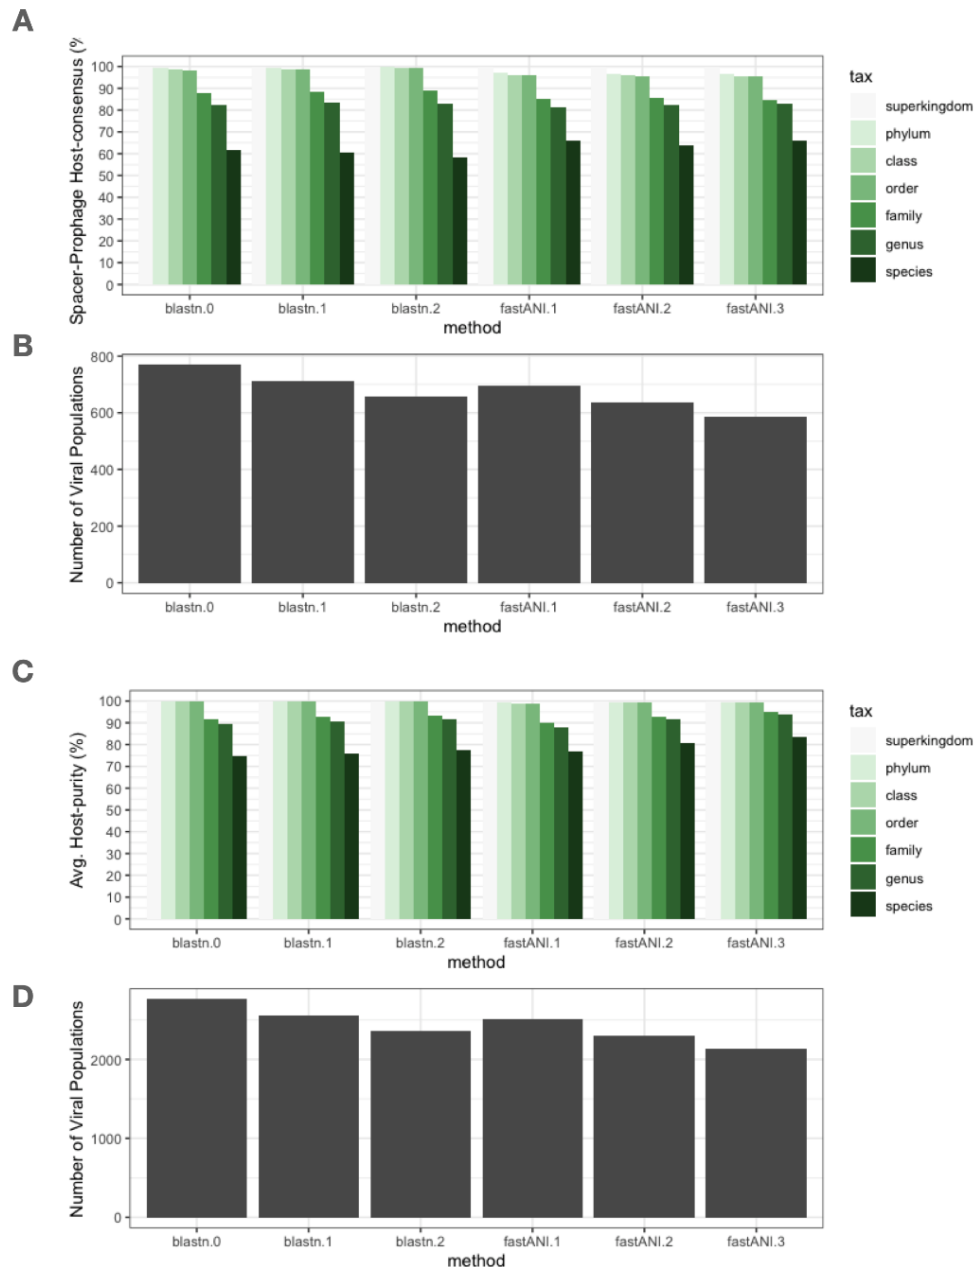 A
Spacer-Prophage Host-consensus (%
100
90
80
70
60
50
40
30
20
10
0
blastn.0 blastn.1 blastn.2 fastANI.1 fastANI.2 fastANI.3
method
tax
superkingdom
phylum
class
order
family
genus
species
B
Number of Viral Populations
800
600
400
200
0
blastn.0 blastn.1 blastn.2 fastANI.1 fastANI.2 fastANI.3
method
C
Avg. Host-purity (%)
100
90
80
70
60
50
40
30
20
10
0
blastn.0 blastn.1 blastn.2 fastANI.1 fastANI.2 fastANI.3
method
tax
superkingdom
phylum
class
order
family
genus
species
D
Number of Viral Populations
2000
1000
0
blastn.0 blastn.1 blastn.2 fastANI.1 fastANI.2 fastANI.3
method